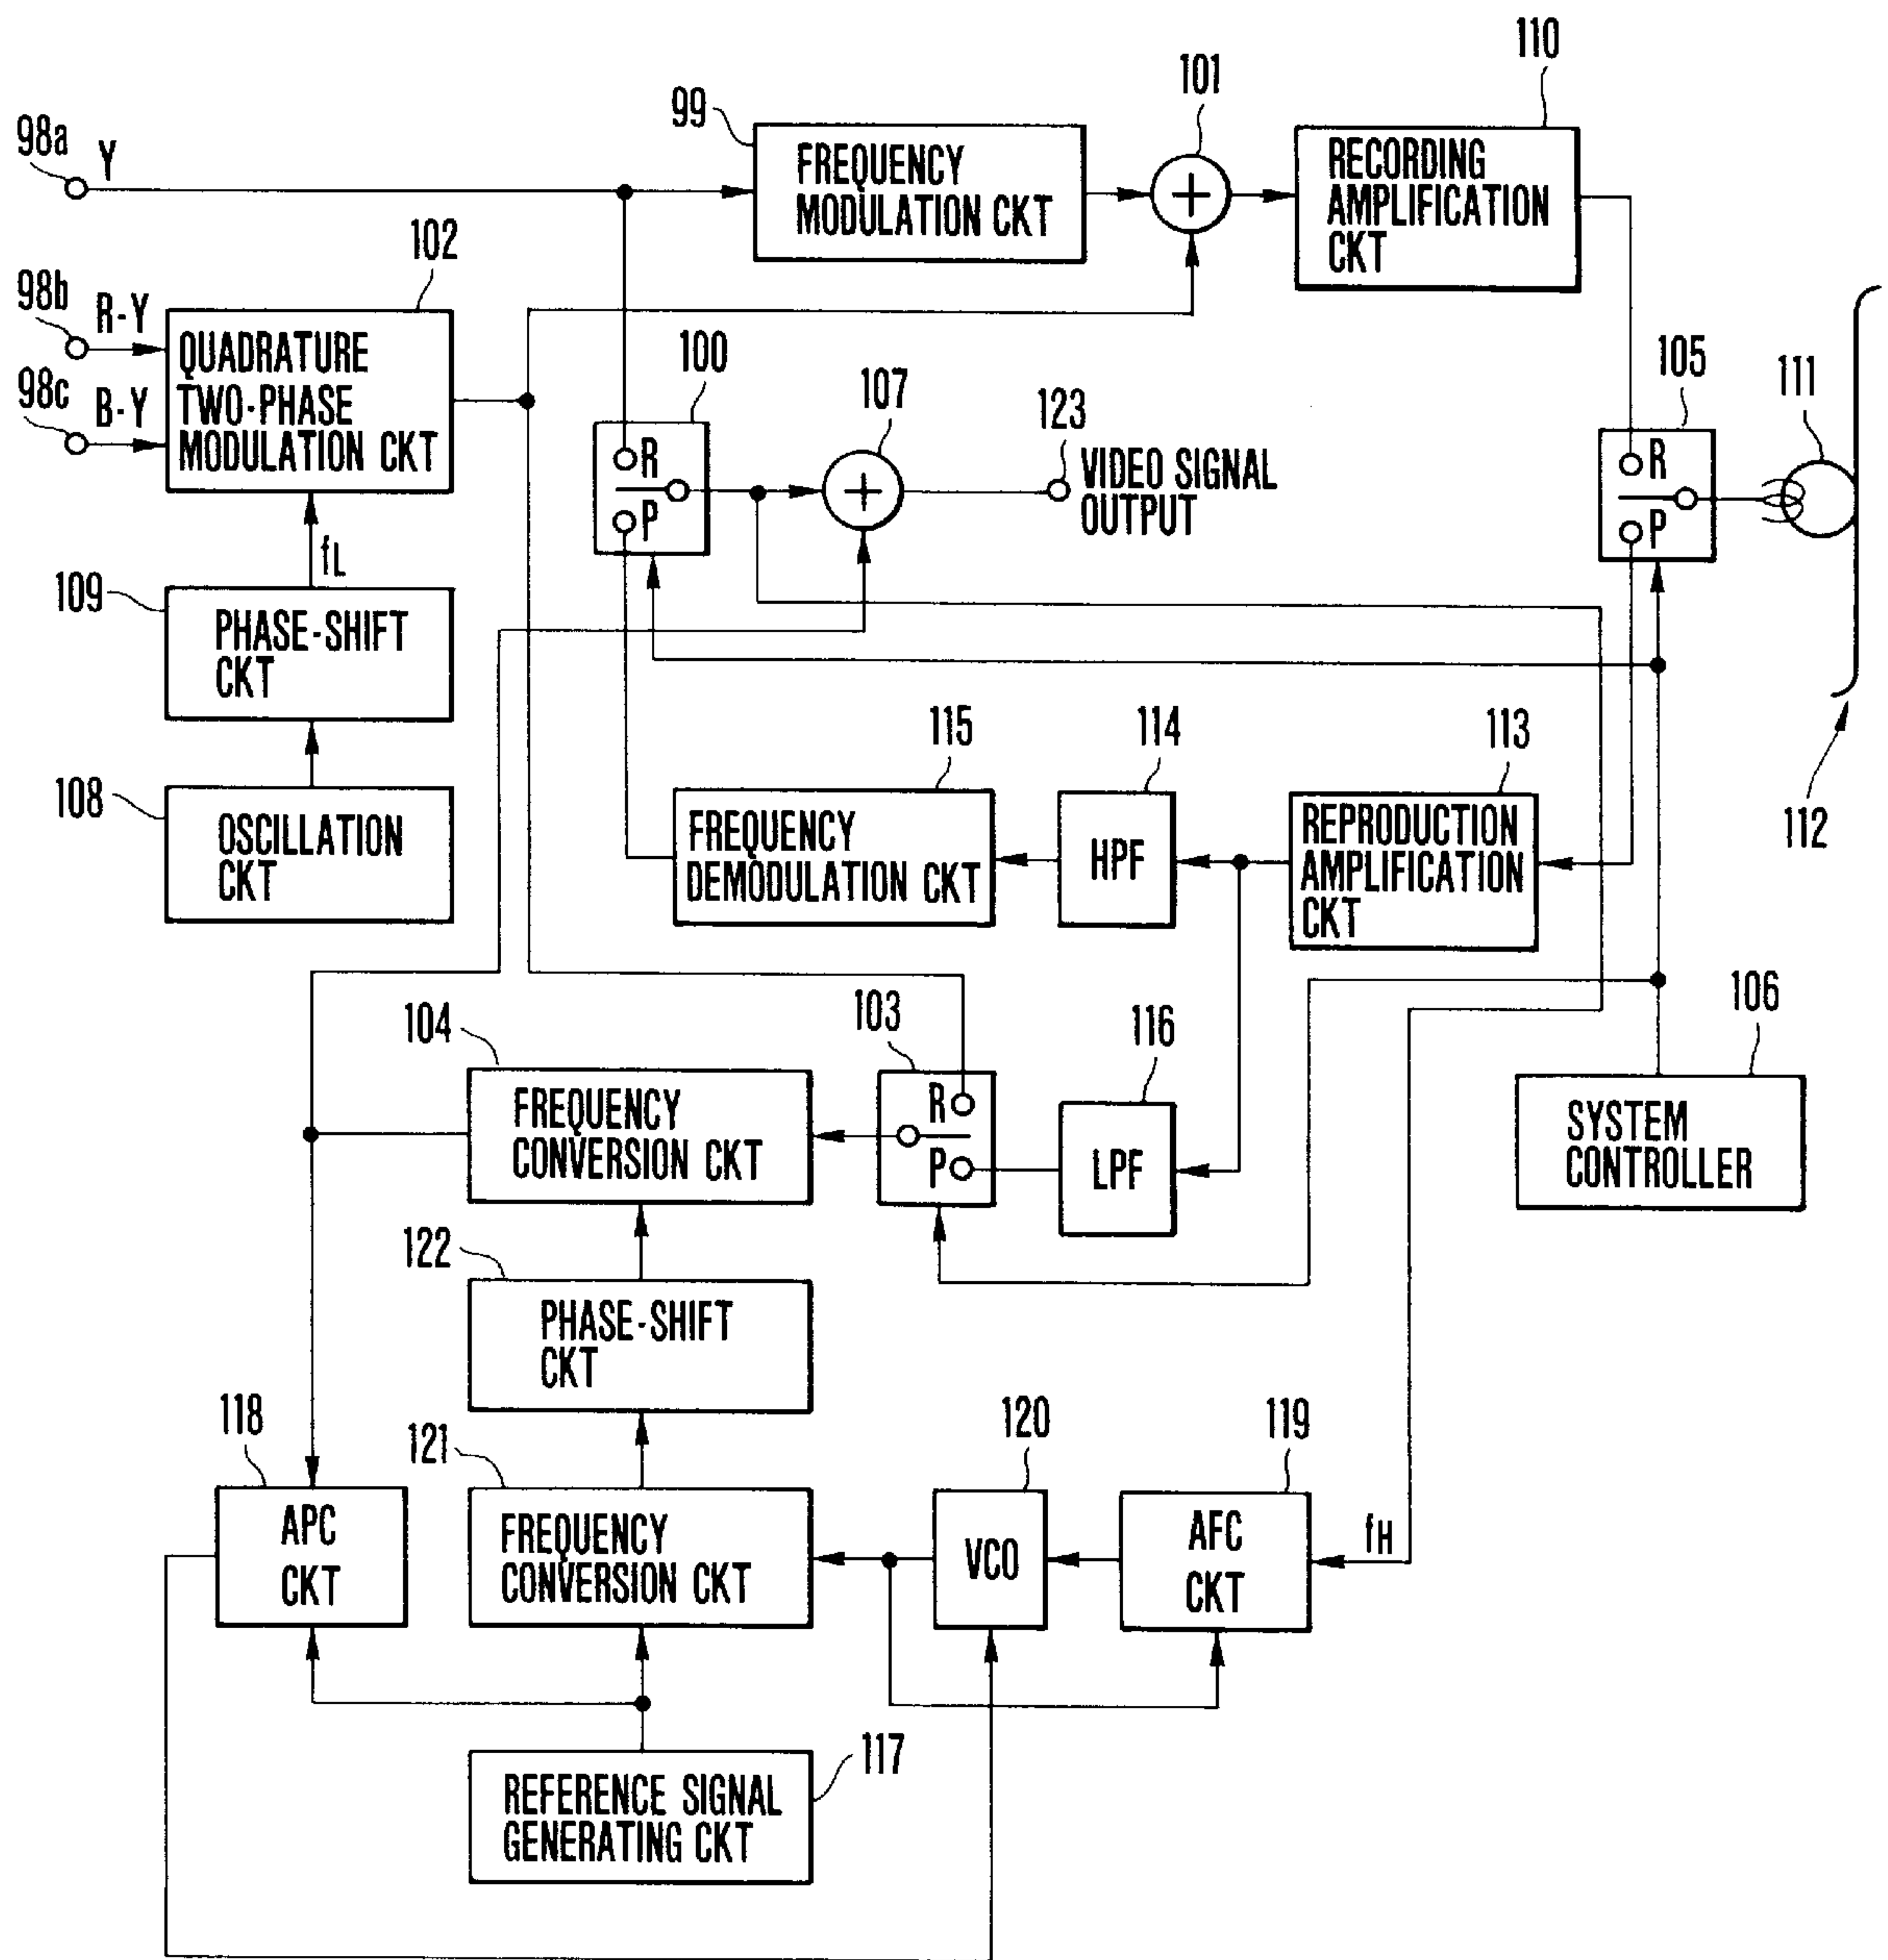 110
101
99
98a
Y
FREQUENCY
MODULATION CKT
+
RECORDING
AMPLIFICATION
CKT
102
98b
R-Y
98c
B-Y
QUADRATURE
TWO-PHASE
MODULATION CKT
100
R
P
107
+
123
VIDEO SIGNAL
OUTPUT
105
R
P
111
112
fL
109
PHASE-SHIFT
CKT
108
OSCILLATION
CKT
115
FREQUENCY
DEMODULATION CKT
114
HPF
113
REPRODUCTION
AMPLIFICATION
CKT
104
FREQUENCY
CONVERSION CKT
103
R
P
116
LPF
106
SYSTEM
CONTROLLER
122
PHASE-SHIFT
CKT
118
APC
CKT
121
FREQUENCY
CONVERSION CKT
120
VCO
119
AFC
CKT
fH
117
REFERENCE SIGNAL
GENERATING CKT